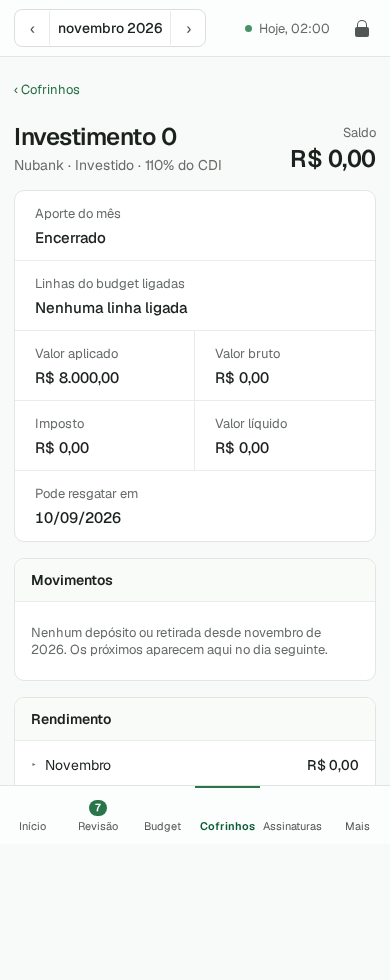 ‹ novembro 2026 › Hoje, 02:00
‹ Cofrinhos
Investimento 0
Nubank · Investido · 110% do CDI
Saldo
R$ 0,00
Aporte do mês
Encerrado
Linhas do budget ligadas
Nenhuma linha ligada
Valor aplicado
R$ 8.000,00
Valor bruto
R$ 0,00
Imposto
R$ 0,00
Valor líquido
R$ 0,00
Pode resgatar em
10/09/2026
Movimentos
Nenhum depósito ou retirada desde novembro de
2026. Os próximos aparecem aqui no dia seguinte.
Rendimento
‣ Novembro R$ 0,00
7
Início Revisão Budget Cofrinhos Assinaturas Mais